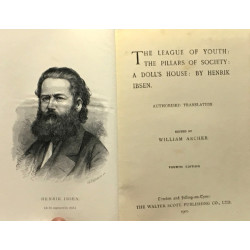 HENRIK IBSEN
THE LEAGUE OF YOUTH:
THE PILLARS OF SOCIETY:
A DOLL'S HOUSE: BY HENRIK
IBSEN.
AUTHORISED TRANSLATION
EDITED BY
WILLIAM ARCHER
EDITION
London and Felling-on-Tyne:
THE WALTER SCOTT PUBLISHING CO., LTD.